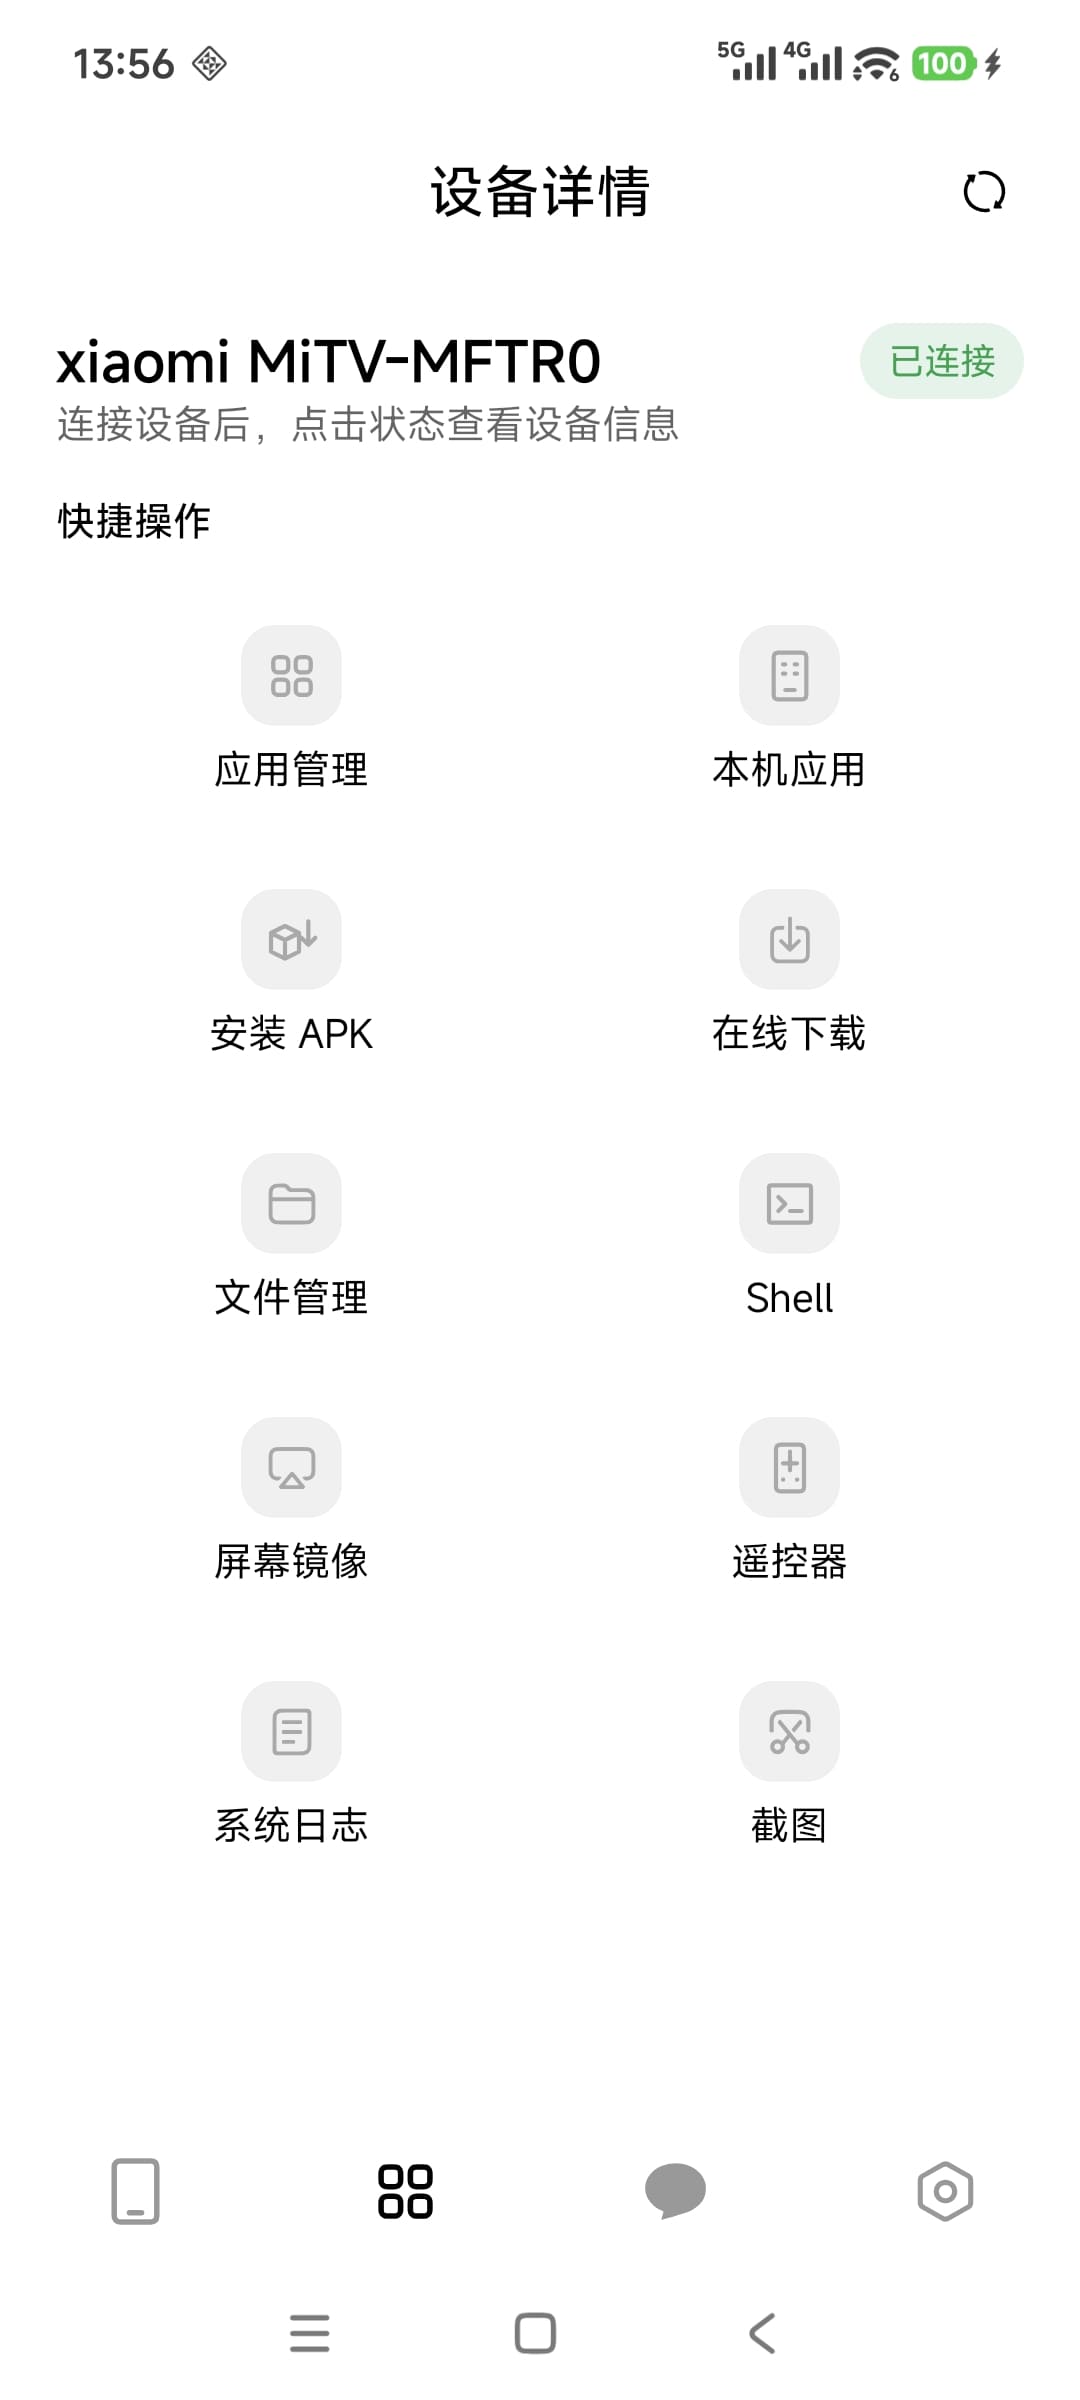 13:56
5G 4G 6 100
设备详情
xiaomi MiTV-MFTR0
已连接
连接设备后，点击状态查看设备信息
快捷操作
应用管理
本机应用
安装 APK
在线下载
文件管理
Shell
屏幕镜像
遥控器
系统日志
截图